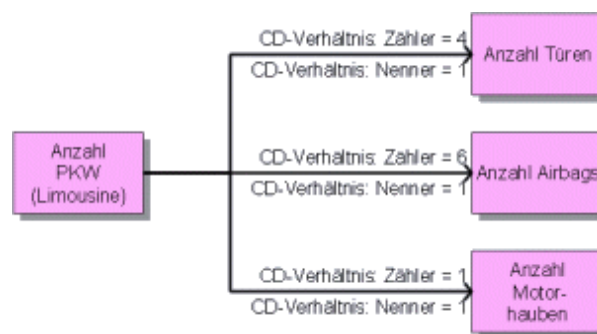 CD-Verhältnis: Zähler = 4
CD-Verhältnis: Nenner = 1
Anzahl Türen
Anzahl
PKW
(Limousine)
CD-Verhältnis: Zähler = 6
CD-Verhältnis: Nenner = 1
Anzahl Airbags
CD-Verhältnis: Zähler = 1
CD-Verhältnis: Nenner = 1
Anzahl
Motor-
hauben